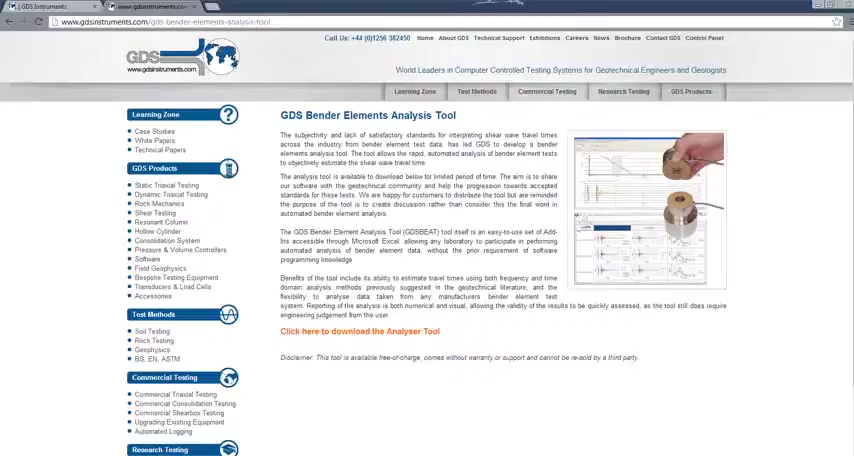 GDS Instruments
www.gdsinstruments.com
www.gdsinstruments.com/gds-bender-elements-analysis-tool
Call Us: +44 (0)1256 382450 Home About GDS Technical Support Exhibitions Careers News Brochure Contact GDS Control Panel
GDS
www.gdsinstruments.com
World Leaders in Computer Controlled Testing Systems for Geotechnical Engineers and Geologists
Learning Zone Test Methods Commercial Testing Research Testing GDS Products
Learning Zone
Case Studies
White Papers
Technical Papers
GDS Products
Static Triaxial Testing
Dynamic Triaxial Testing
Rock Mechanics
Shear Testing
Resonant Column
Hollow Cylinder
Consolidation System
Pressure & Volume Controllers
Software
Field Geophysics
Bespoke Testing Equipment
Transducers & Load Cells
Accessories
Test Methods
Soil Testing
Rock Testing
Geophysics
BS, EN, ASTM
Commercial Testing
Commercial Triaxial Testing
Commercial Consolidation Testing
Commercial Shearbox Testing
Upgrading Existing Equipment
Automated Logging
Research Testing
GDS Bender Elements Analysis Tool
The subjectivity and lack of satisfactory standards for interpreting shear wave travel times
across the industry from bender element test data, has led GDS to develop a bender
elements analysis tool. The tool allows the rapid, automated analysis of bender element tests
to objectively estimate the shear wave travel time
The analysis tool is available to download below for limited period of time. The aim is to share
our software with the geotechnical community and help the progression towards accepted
standards for these tests. We are happy for customers to distribute the tool but are reminded
the purpose of the tool is to create discussion rather than consider this the final word in
automated bender element analysis.
The GDS Bender Element Analysis Tool (GDSBEAT) tool itself is an easy-to-use set of Add-
Ins accessible through Microsoft Excel, allowing any laboratory to participate in performing
automated analysis of bender element data, without the prior requirement of software
programming knowledge
Benefits of the tool include its ability to estimate travel times using both frequency and time
domain analysis methods previously suggested in the geotechnical literature, and the
flexibility to analyse data taken from any manufacturers bender element test
system. Reporting of the analysis is both numerical and visual, allowing the validity of the results to be quickly assessed, as the tool still does require
engineering judgement from the user.
Click here to download the Analyser Tool
Disclaimer: This tool is available free-of-charge, comes without warranty or support and cannot be re-sold by a third party.